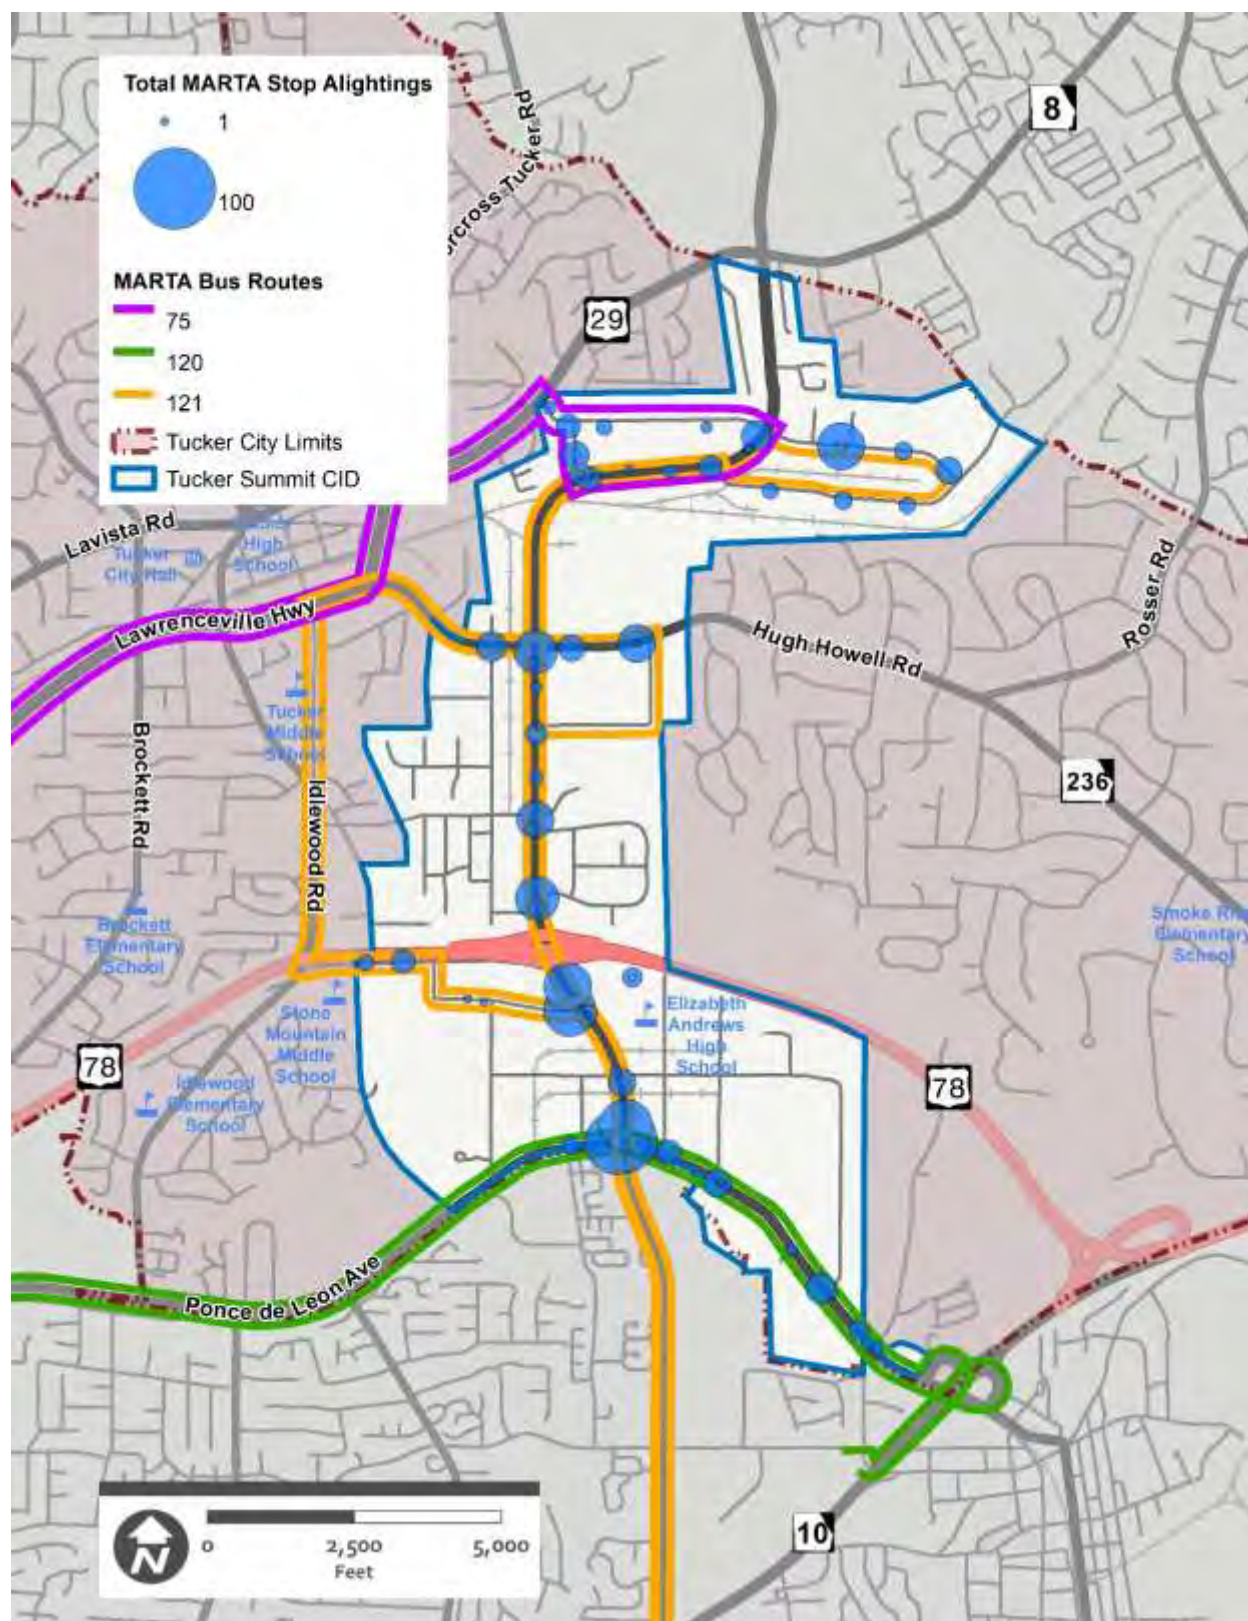 Total MARTA Stop Alightings
1
100
MARTA Bus Routes
75
120
121
Tucker City Limits
Tucker Summit CID
Tucker Rd
8
29
Lavista Rd
Tucker
City Hall
High
School
Lawrenceville Hwy
Hugh Howell Rd
Rosser Rd
Tucker
Middle
School
Brockett Rd
Idlewood Rd
236
Brockett
Elementary
School
Smoke
Elementary
School
Stone
Mountain
Middle
School
Elizabeth
Andrews
High
School
78
78
Idlewood
Elementary
School
Ponce de Leon Ave
10
N
0
2,500
5,000
Feet